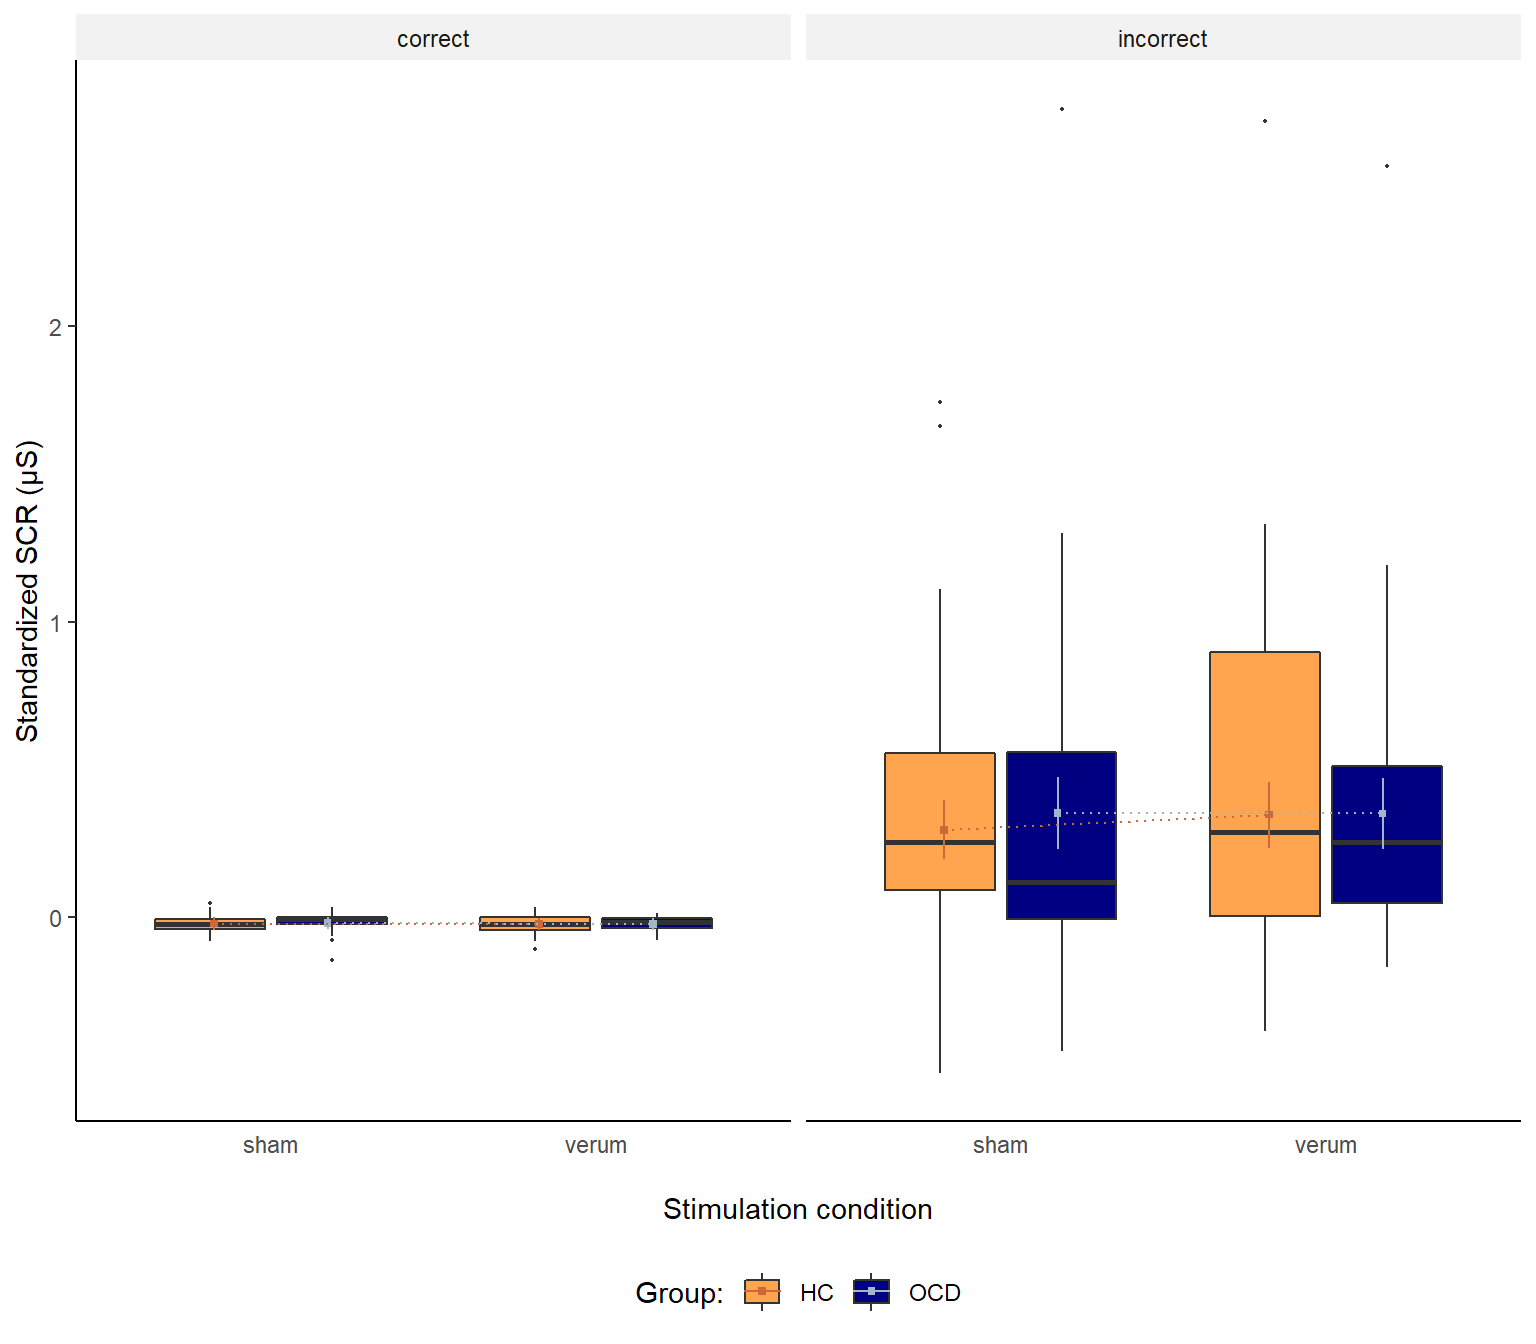 correct
incorrect
Standardized SCR (µS)
2
1
0
sham
verum
sham
verum
Stimulation condition
Group:
HC
OCD